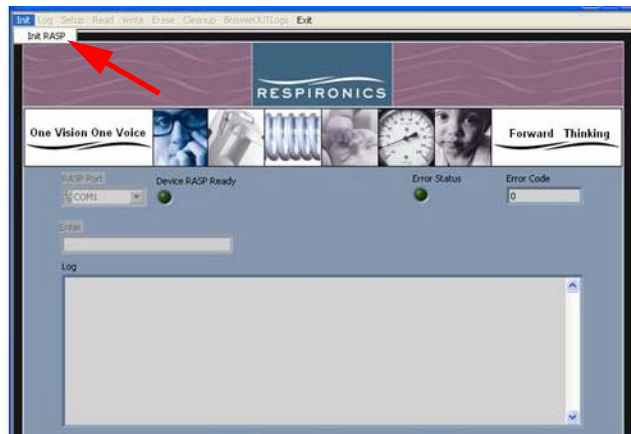 Init Log Setup Read Write Erase Cleanup BrowseUUTLogs Exit
Init RASP
RESPIRONICS
One Vision One Voice
Forward Thinking
RASP Port
Device RASP Ready
Error Status
Error Code
COM1
0
Enter
Log